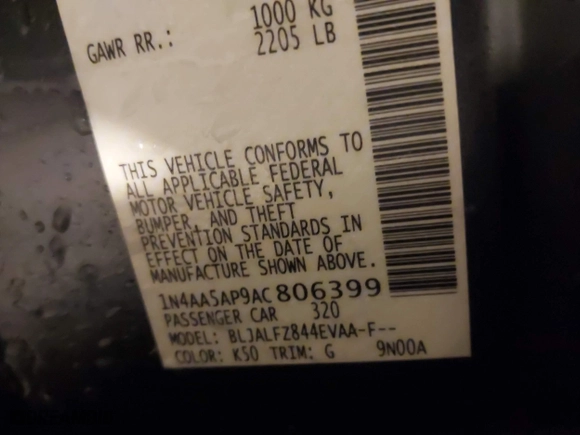 1000 KG
GAWR RR.: 2205 LB
THIS VEHICLE CONFORMS TO
ALL APPLICABLE FEDERAL
MOTOR VEHICLE SAFETY,
BUMPER, AND THEFT
PREVENTION STANDARDS IN
EFFECT ON THE DATE OF
MANUFACTURE SHOWN ABOVE.
1N4AA5AP9AC806399
PASSENGER CAR 320
MODEL: BLJALFZ844EVAA-F--
COLOR: K50 TRIM: G 9N00A